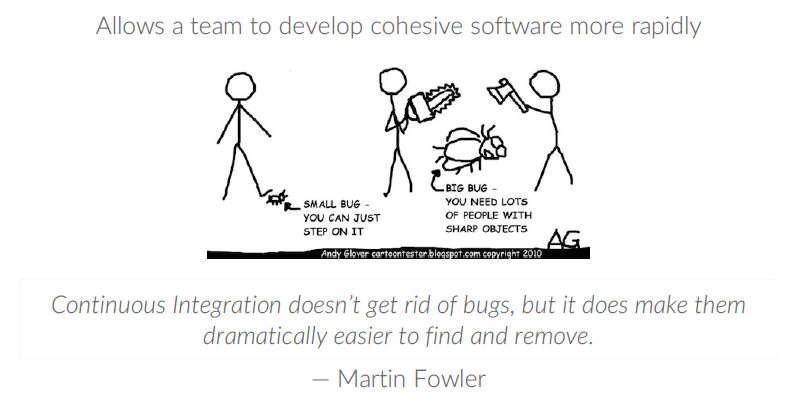 Allows a team to develop cohesive software more rapidly
SMALL BUG -
YOU CAN JUST
STEP ON IT
BIG BUG -
YOU NEED LOTS
OF PEOPLE WITH
SHARP OBJECTS
AG
Andy Glover cartoontester.blogspot.com copyright 2010
Continuous Integration doesn’t get rid of bugs, but it does make them
dramatically easier to find and remove.
— Martin Fowler